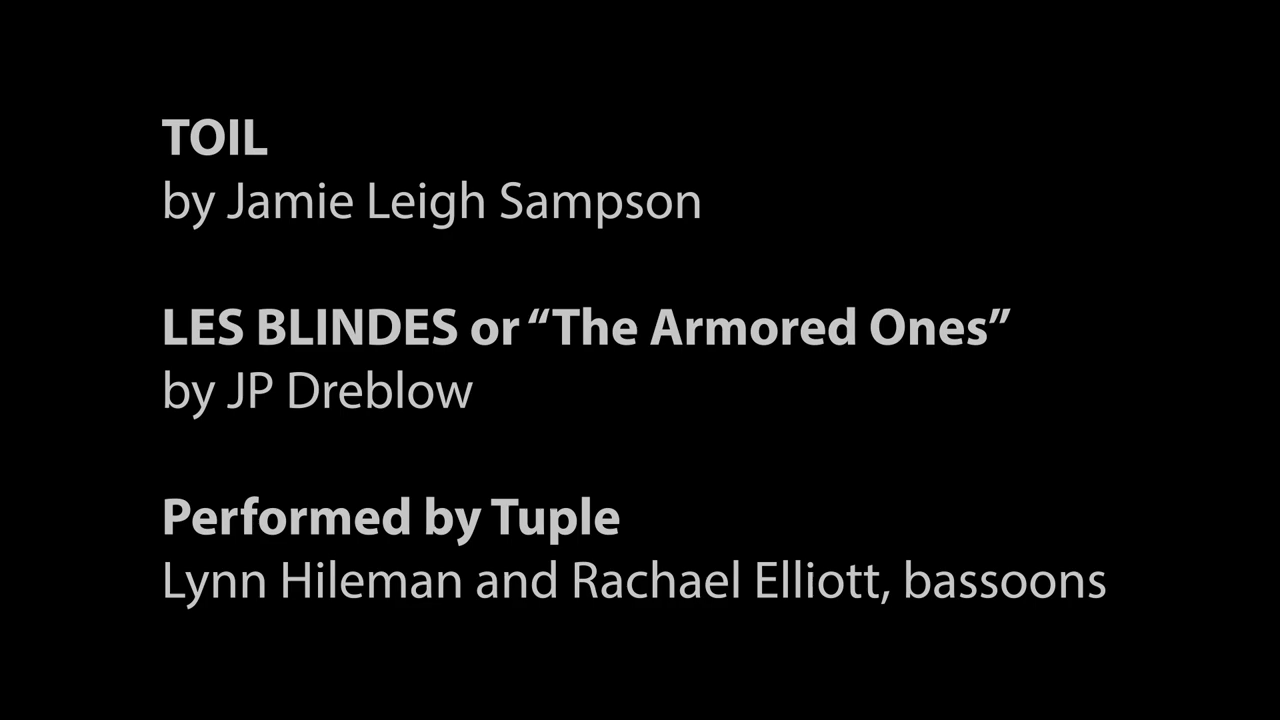 TOIL
by Jamie Leigh Sampson
LES BLINDES or “The Armored Ones”
by JP Dreblow
Performed by Tuple
Lynn Hileman and Rachael Elliott, bassoons